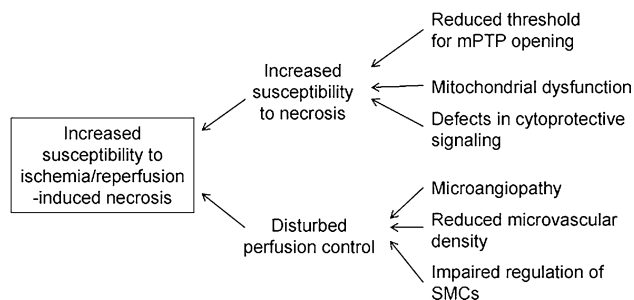 Reduced threshold
for mPTP opening
Increased
susceptibility
to necrosis
Mitochondrial dysfunction
Defects in cytoprotective
signaling
Increased
susceptibility to
ischemia/reperfusion
-induced necrosis
Microangiopathy
Disturbed
perfusion control
Reduced microvascular
density
Impaired regulation of
SMCs